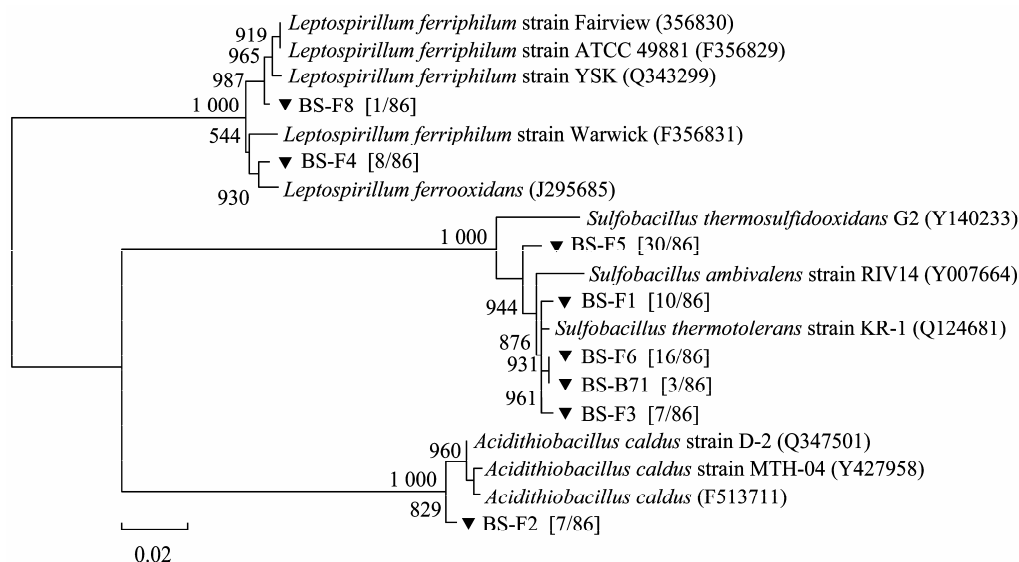 Leptospirillum ferriphilum strain Fairview (356830)
919
965
Leptospirillum ferriphilum strain ATCC 49881 (F356829)
Leptospirillum ferriphilum strain YSK (Q343299)
987
1 000
▼ BS-F8 [1/86]
544
Leptospirillum ferriphilum strain Warwick (F356831)
▼ BS-F4 [8/86]
930
Leptospirillum ferrooxidans (J295685)
Sulfobacillus thermosulfidooxidans G2 (Y140233)
1 000
▼ BS-F5 [30/86]
Sulfobacillus ambivalens strain RIV14 (Y007664)
944
▼ BS-F1 [10/86]
Sulfobacillus thermotolerans strain KR-1 (Q124681)
876
▼ BS-F6 [16/86]
931
▼ BS-B71 [3/86]
961
▼ BS-F3 [7/86]
Acidithiobacillus caldus strain D-2 (Q347501)
960
Acidithiobacillus caldus strain MTH-04 (Y427958)
1 000
Acidithiobacillus caldus (F513711)
829
▼ BS-F2 [7/86]
0.02